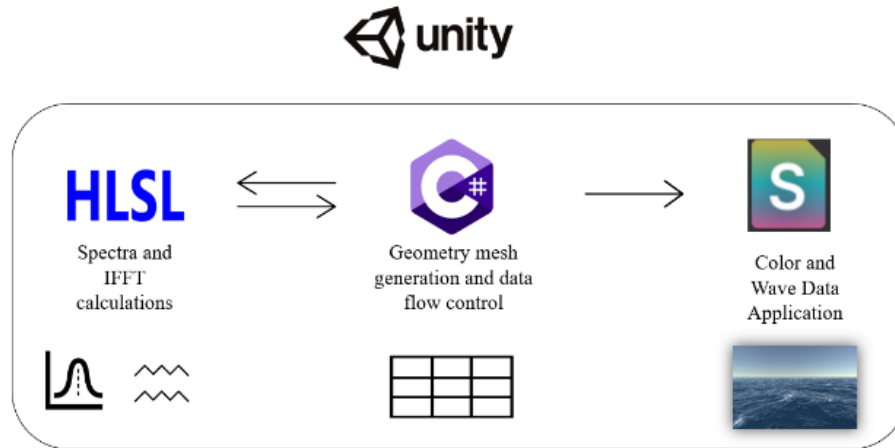 unity
HLSL
Spectra and
IFFT
calculations
C#
Geometry mesh
generation and data
flow control
S
Color and
Wave Data
Application